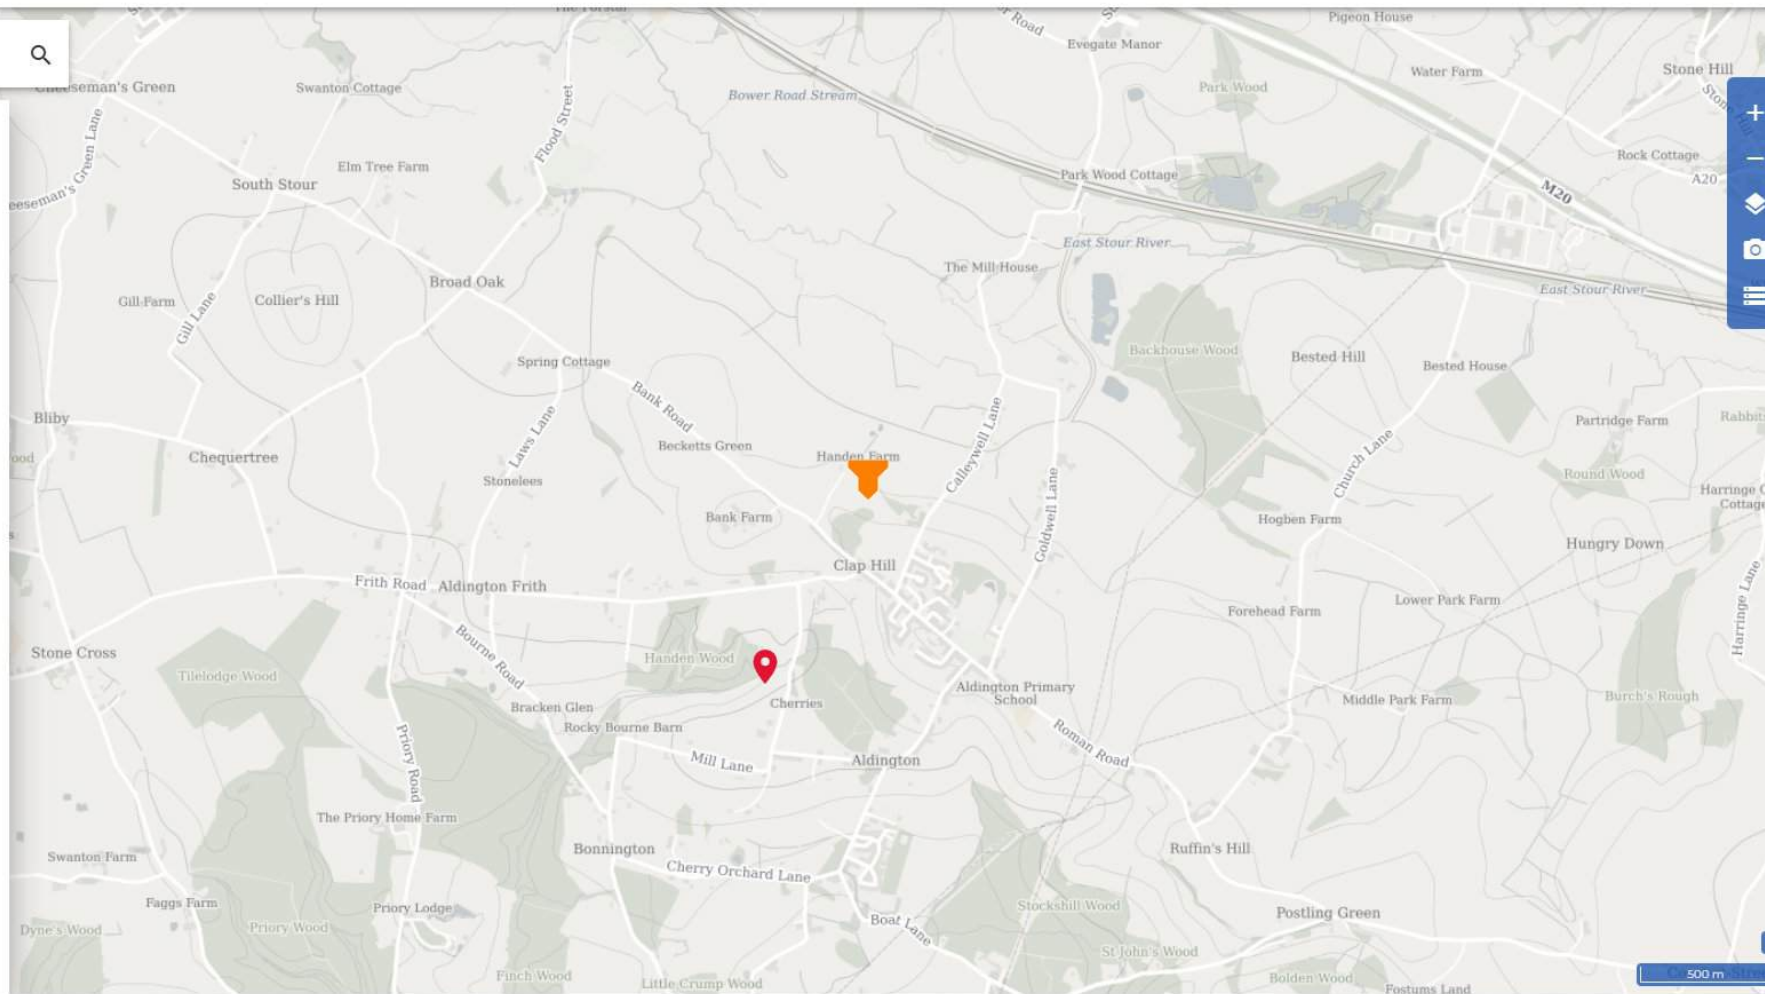 Road
Pigeon House
Evegate Manor
Stone Hill
Water Farm
Cheeseman's Green
Swanton Cottage
Bower Road Stream
Park Wood
Flood Street
Rock Cottage
Elm Tree Farm
South Stour
Park Wood Cottage
A20
M20
East Stour River
The Mill House
Broad Oak
East Stour River
Gill Farm
Collier's Hill
Gill Lane
Spring Cottage
Backhouse Wood
Bested Hill
Bested House
Bank Road
Bliby
Laws Lane
Partridge Farm
Becketts Green
Handen Farm
Calleywell Lane
Church Lane
Chequertree
Stonelees
Round Wood
Bank Farm
Goldwell Lane
Hogben Farm
Hungry Down
Clap Hill
Frith Road
Aldington Frith
Lower Park Farm
Forehead Farm
Harringe Lane
Stone Cross
Bourne Road
Handen Wood
Tilelodge Wood
Aldington Primary
School
Middle Park Farm
Burch's Rough
Bracken Glen
Cherries
Rocky Bourne Barn
Priory Road
Mill Lane
Aldington
Roman Road
The Priory Home Farm
Bonnington
Ruffin's Hill
Swanton Farm
Cherry Orchard Lane
Faggs Farm
Priory Lodge
Stockshill Wood
Postling Green
Dyne's Wood
Priory Wood
Boat Lane
St John's Wood
Finch Wood
Little Crump Wood
Bolden Wood
500 m
Fostums Land